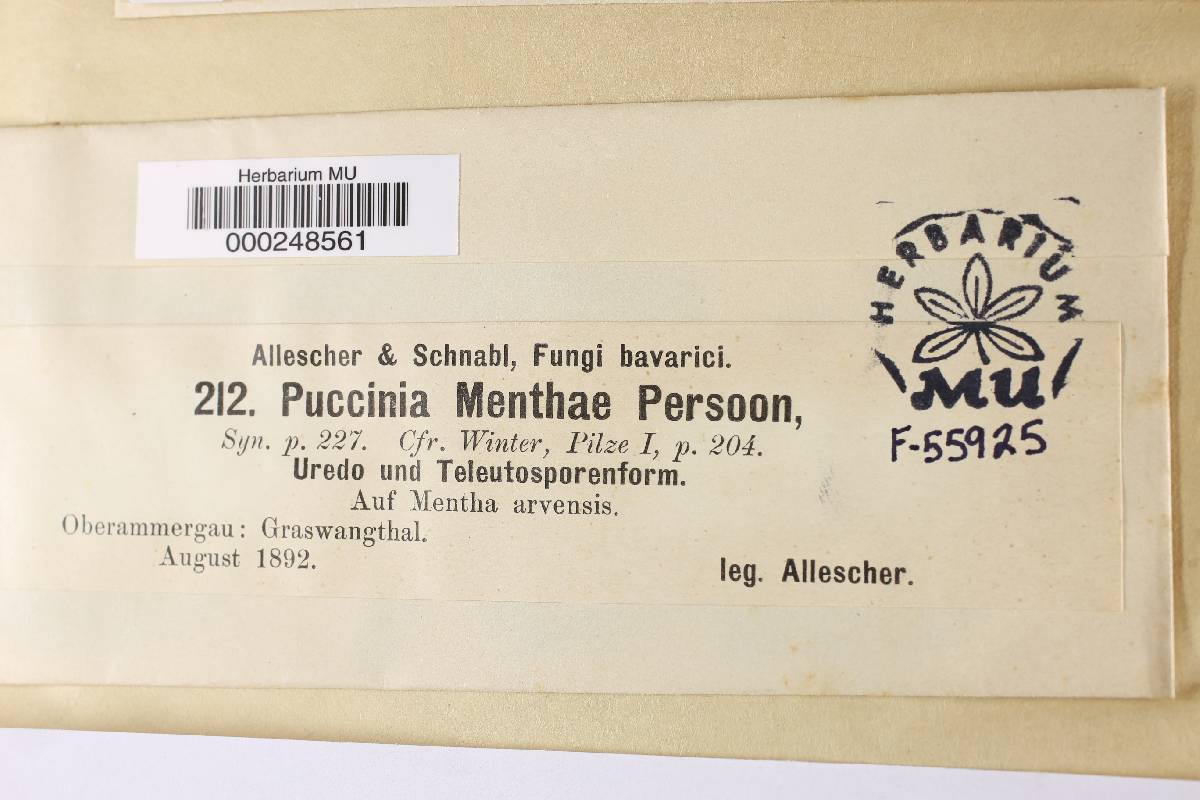 Herbarium MU
000248561
HERBARIUM
MU
F-55925
Allescher & Schnabl, Fungi bavarici.
212. Puccinia Menthae Persoon,
Syn. p. 227. Cfr. Winter, Pilze I, p. 204.
Uredo und Teleutosporenform.
Auf Mentha arvensis.
Oberammergau: Graswangthal.
August 1892.
leg. Allescher.